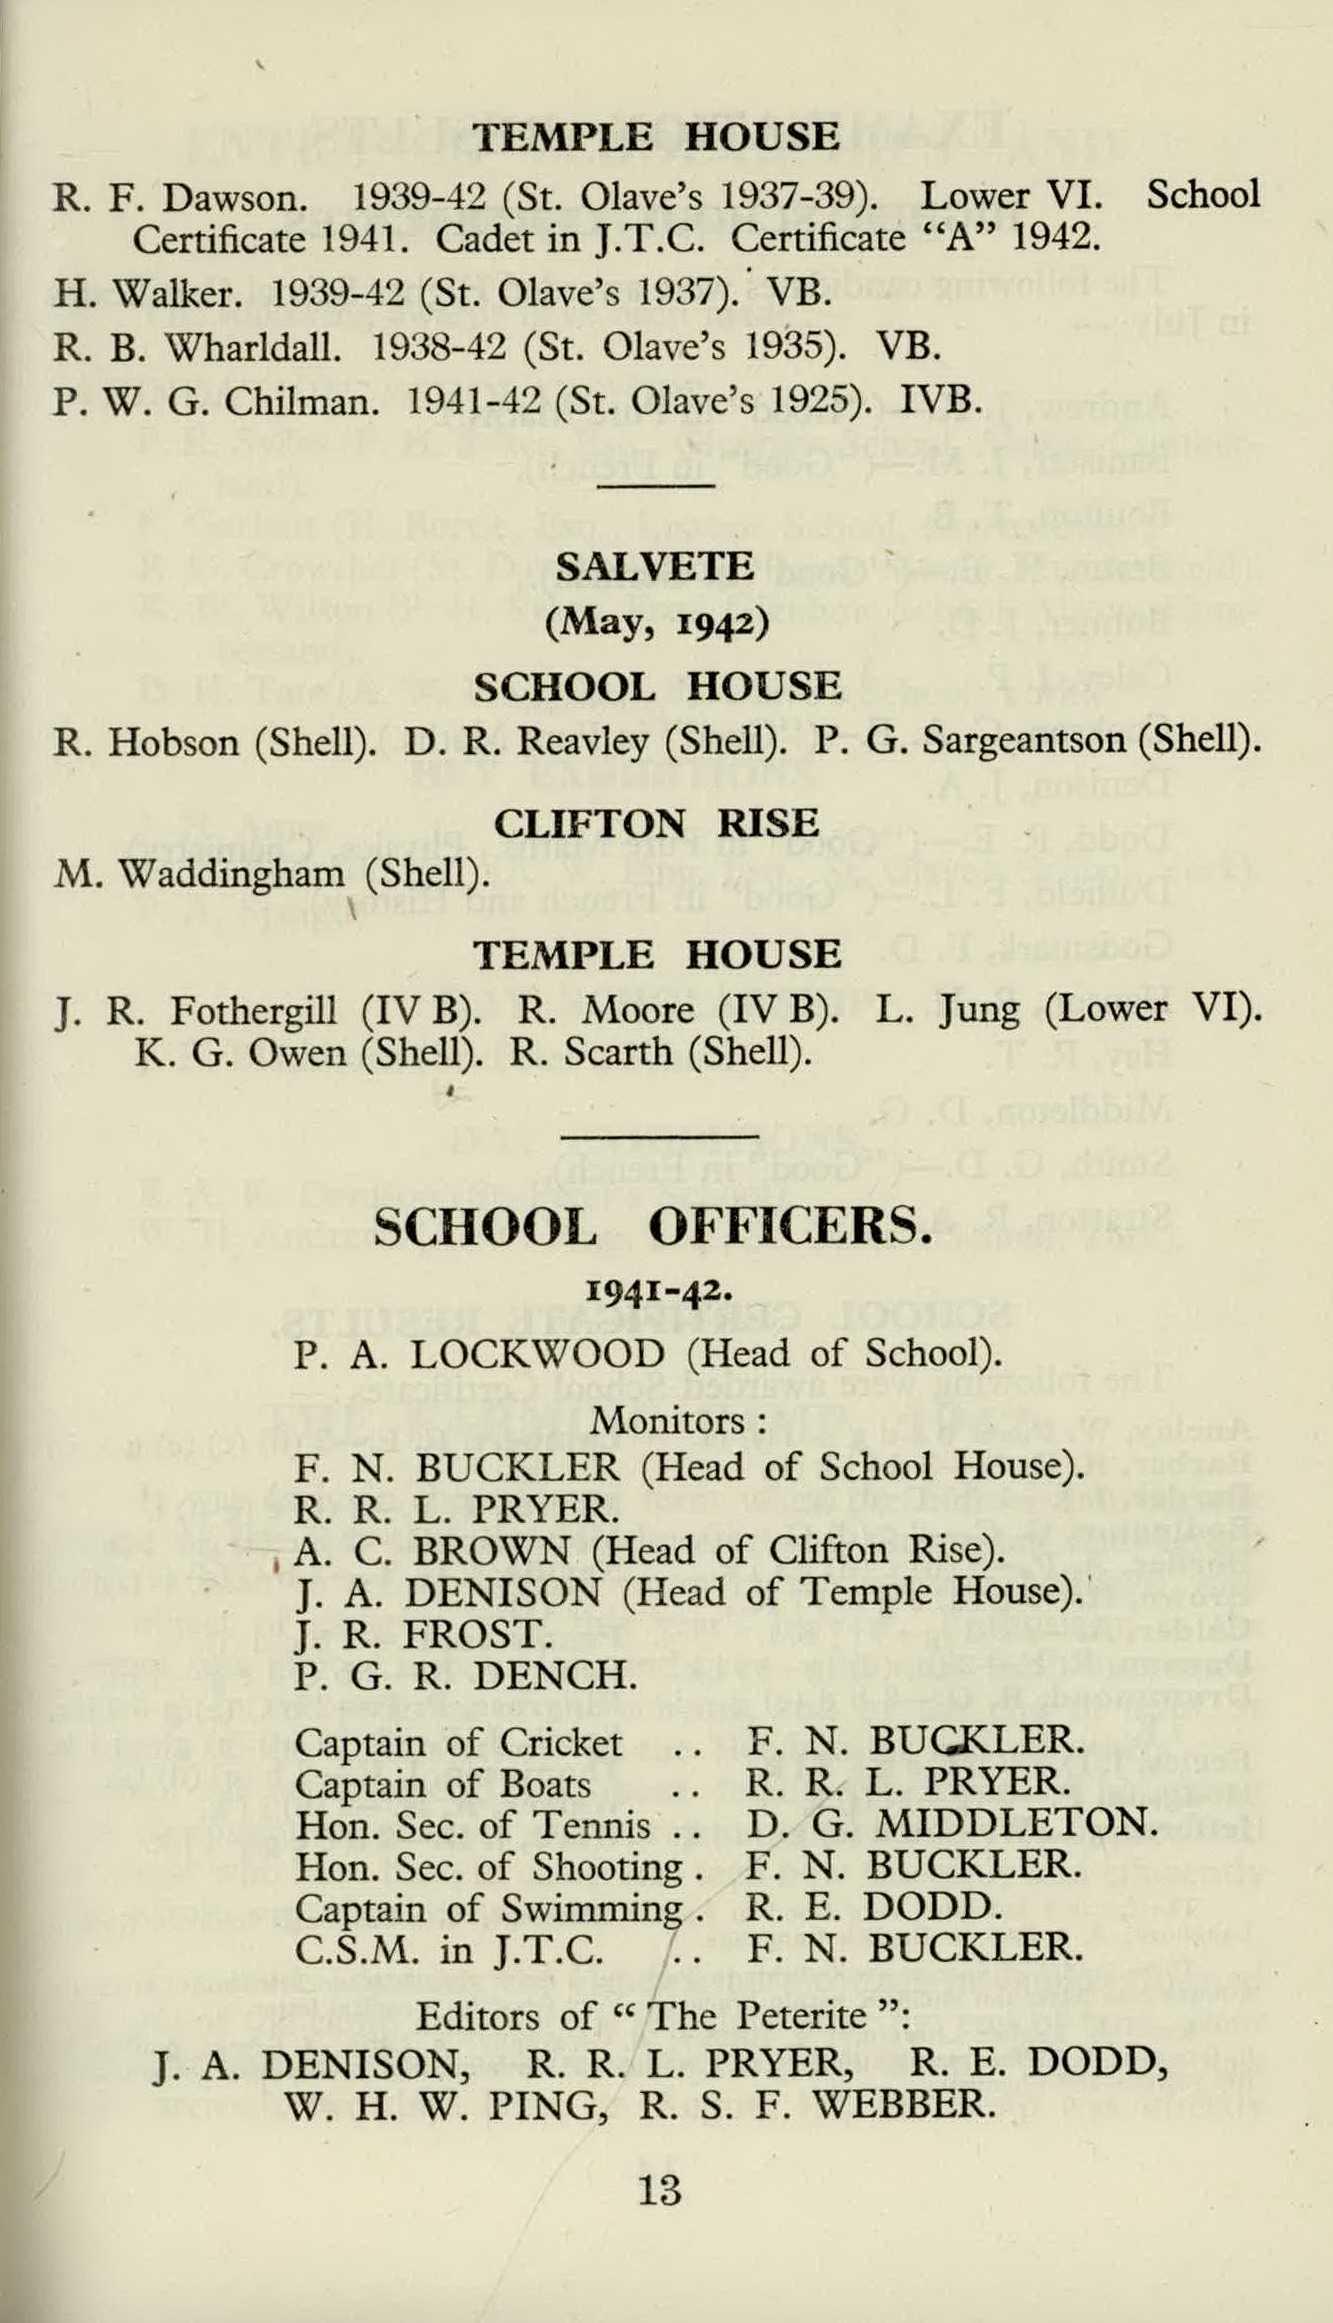 TEMPLE HOUSE
R. F. Dawson. 1939-42 (St. Olave's 1937-39). Lower VI. School
Certificate 1941. Cadet in J.T.C. Certificate "A" 1942.
H. Walker. 1939-42 (St. Olave's 1937). VB.
R. B. Wharldall. 1938-42 (St. Olave's 1935). VB.
P. W. G. Chilman. 1941-42 (St. Olave's 1925). IVB.
SALVETE
(May, 1942)
SCHOOL HOUSE
R. Hobson (Shell). D. R. Reavley (Shell). P. G. Sargeantson (Shell).
CLIFTON RISE
M. Waddingham (Shell).
TEMPLE HOUSE
J. R. Fothergill (IV B). R. Moore (IV B). L. Jung (Lower VI).
K. G. Owen (Shell). R. Scarth (Shell).
SCHOOL OFFICERS.
1941-42.
P. A. LOCKWOOD (Head of School).
Monitors :
F. N. BUCKLER (Head of School House).
R. R. L. PRYER.
A. C. BROWN (Head of Clifton Rise).
J. A. DENISON (Head of Temple House).
J. R. FROST.
P. G. R. DENCH.
Captain of Cricket .. F. N. BUCKLER.
Captain of Boats .. R. R. L. PRYER.
Hon. Sec. of Tennis .. D. G. MIDDLETON.
Hon. Sec. of Shooting . F. N. BUCKLER.
Captain of Swimming . R. E. DODD.
C.S.M. in J.T.C. .. F. N. BUCKLER.
Editors of " The Peterite ":
J. A. DENISON, R. R. L. PRYER, R. E. DODD,
W. H. W. PING, R. S. F. WEBBER.
13